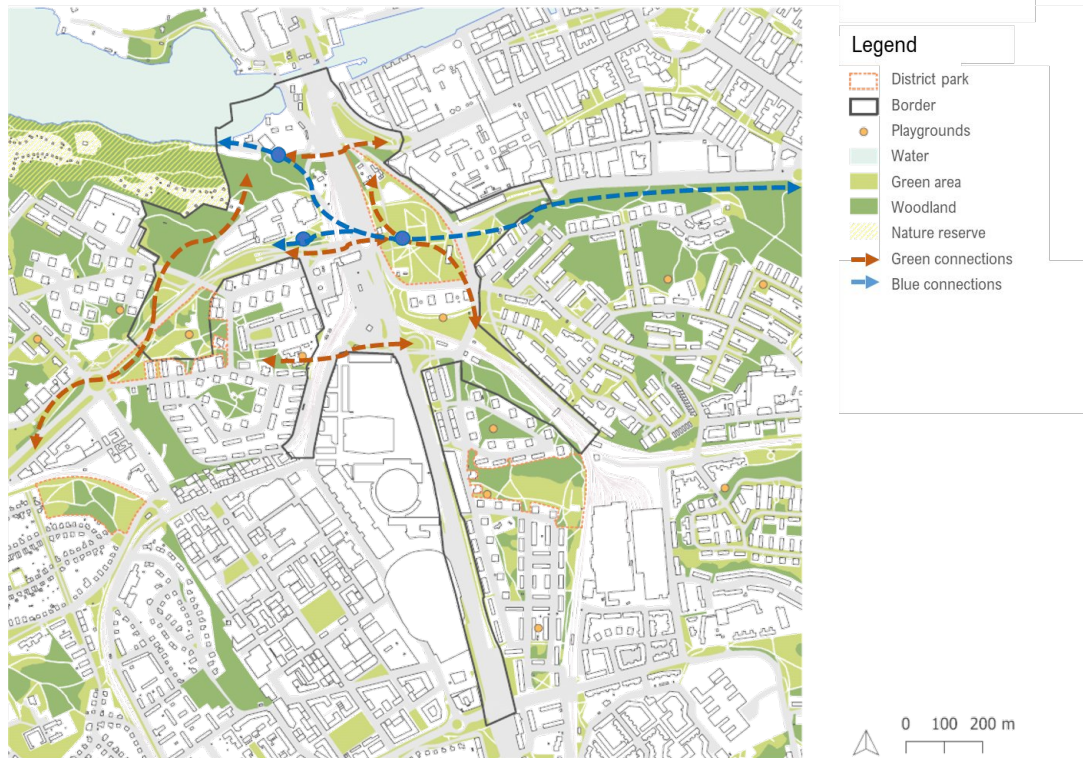 Legend
District park
Border
Playgrounds
Water
Green area
Woodland
Nature reserve
Green connections
Blue connections
0 100 200 m